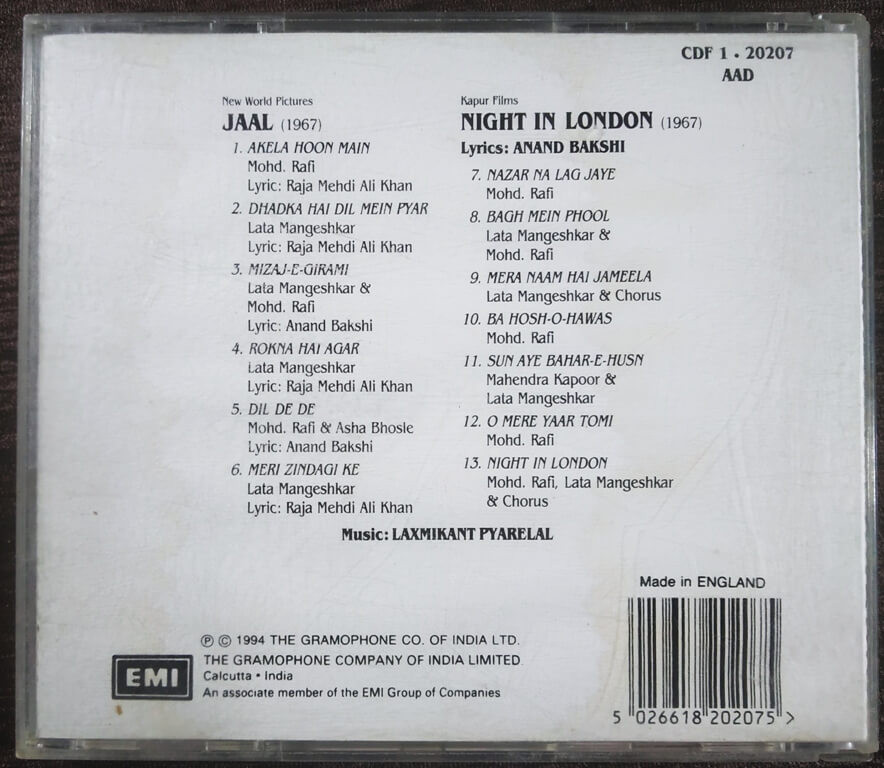 CDF 1 • 20207
AAD
New World Pictures
JAAL (1967)
1. AKELA HOON MAIN
Mohd. Rafi
Lyric: Raja Mehdi Ali Khan
2. DHADKA HAI DIL MEIN PYAR
Lata Mangeshkar
Lyric: Raja Mehdi Ali Khan
3. MIZAJ-E-GIRAMI
Lata Mangeshkar &
Mohd. Rafi
Lyric: Anand Bakshi
4. ROKNA HAI AGAR
Lata Mangeshkar
Lyric: Raja Mehdi Ali Khan
5. DIL DE DE
Mohd. Rafi & Asha Bhosle
Lyric: Anand Bakshi
6. MERI ZINDAGI KE
Lata Mangeshkar
Lyric: Raja Mehdi Ali Khan
Kapur Films
NIGHT IN LONDON (1967)
Lyrics: ANAND BAKSHI
7. NAZAR NA LAG JAYE
Mohd. Rafi
8. BAGH MEIN PHOOL
Lata Mangeshkar &
Mohd. Rafi
9. MERA NAAM HAI JAMEELA
Lata Mangeshkar & Chorus
10. BA HOSH-O-HAWAS
Mohd. Rafi
11. SUN AYE BAHAR-E-HUSN
Mahendra Kapoor &
Lata Mangeshkar
12. O MERE YAAR TOMI
Mohd. Rafi
13. NIGHT IN LONDON
Mohd. Rafi, Lata Mangeshkar
& Chorus
Music: LAXMIKANT PYARELAL
Made in ENGLAND
℗ © 1994 THE GRAMOPHONE CO. OF INDIA LTD.
THE GRAMOPHONE COMPANY OF INDIA LIMITED
Calcutta • India
An associate member of the EMI Group of Companies
EMI
5 026618 202075 >